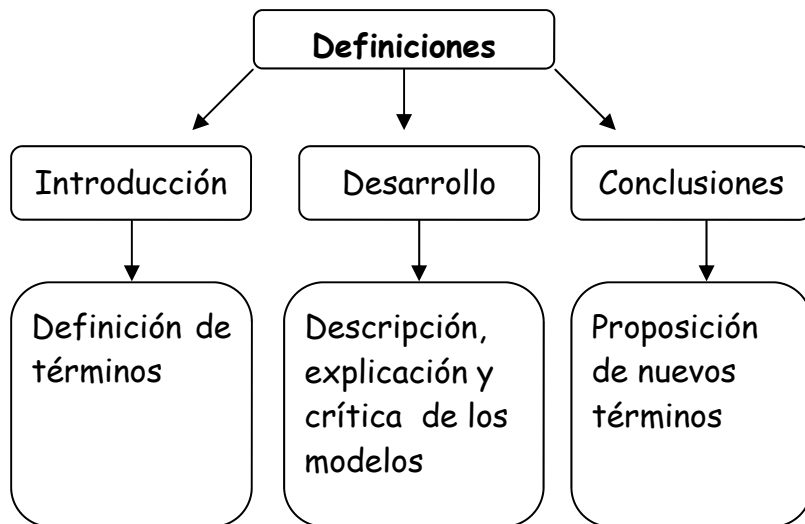 Definiciones
Introducción
Desarrollo
Conclusiones
Definición de
términos
Descripción,
explicación y
crítica de los
modelos
Proposición
de nuevos
términos